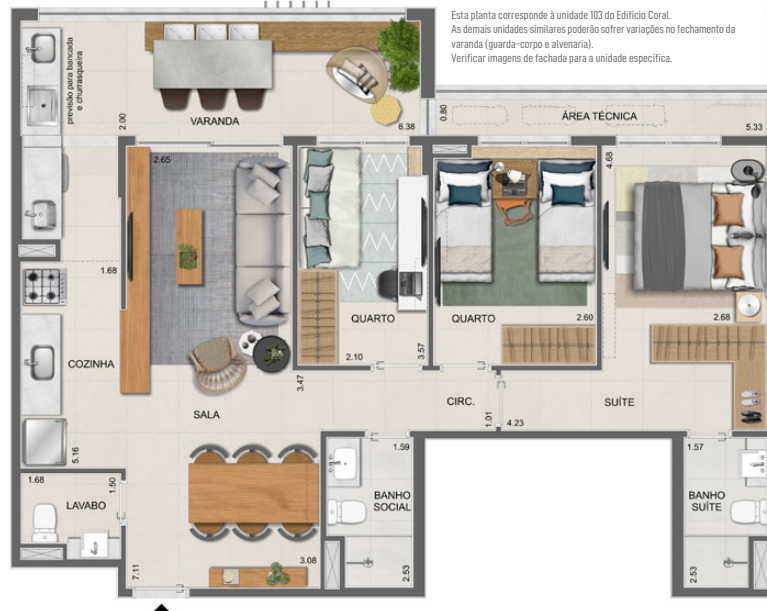 Esta planta corresponde à unidade 103 do Edifício Coral.
As demais unidades similares poderão sofrer variações no fechamento da
varanda (guarda-corpo e alvenaria).
Verificar imagens de fachada para a unidade específica.
previsão para bancada
e churrasqueira
2.00
VARANDA
6.38
0.80
ÁREA TÉCNICA
5.33
2.65
4.68
1.68
QUARTO
2.10
3.57
QUARTO
2.60
2.68
COZINHA
3.47
SALA
CIRC.
1.01
4.23
SUÍTE
5.16
1.68
1.50
LAVABO
1.59
BANHO
SOCIAL
2.53
1.57
BANHO
SUÍTE
2.53
7.11
3.08